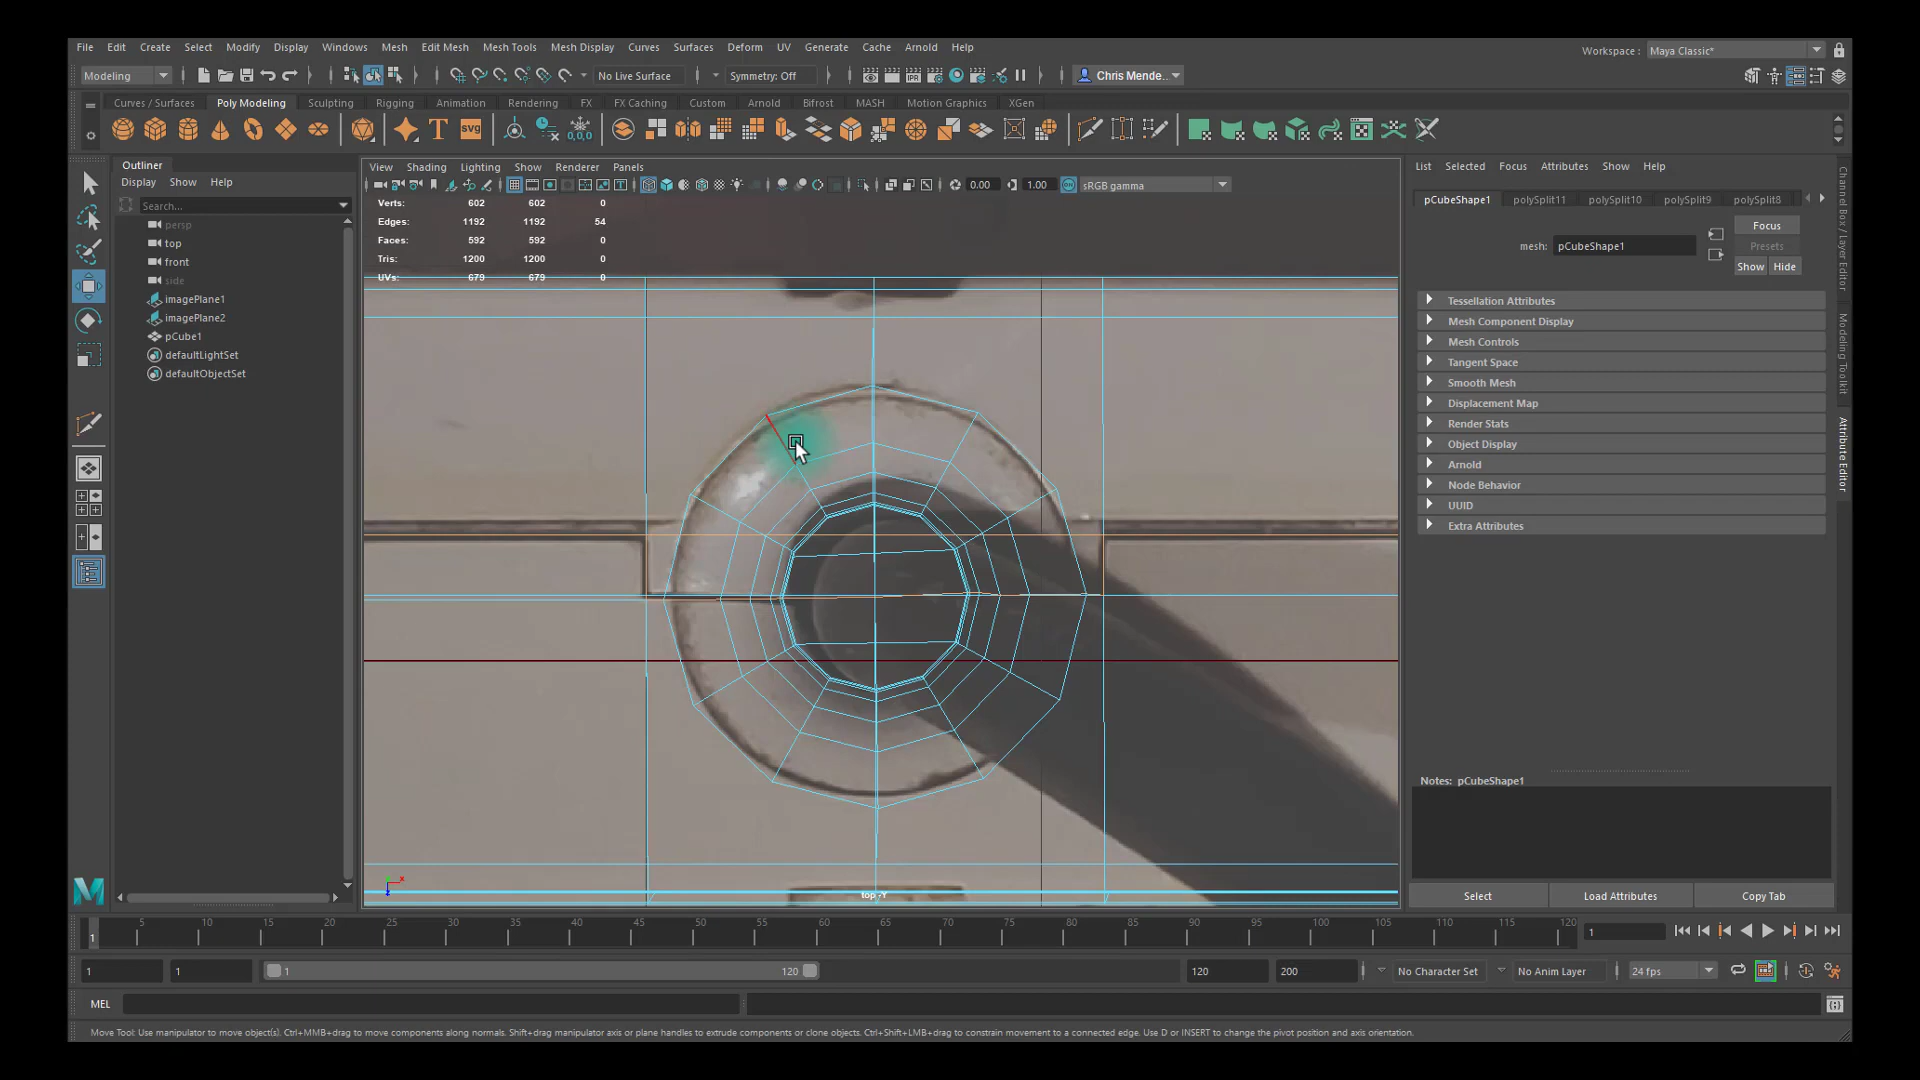 File Edit Create Select Modify Display Windows Mesh Edit Mesh Mesh Tools Mesh Display Curves Surfaces Deform UV Generate Cache Arnold Help
Workspace : Maya Classic*
Modeling
No Live Surface
Symmetry: Off
Chris Mende..
Curves / Surfaces Poly Modeling Sculpting Rigging Animation Rendering FX FX Caching Custom Arnold Bifrost MASH Motion Graphics XGen
Outliner
Display Show Help
Search...
persp
top
front
side
imagePlane1
imagePlane2
pCube1
defaultLightSet
defaultObjectSet
View Shading Lighting Show Renderer Panels
0.00 1.00 sRGB gamma
Verts: 602 602 0
Edges: 1192 1192 54
Faces: 592 592 0
Tris: 1200 1200 0
UVs: 679 679 0
top -Y
List Selected Focus Attributes Show Help
pCubeShape1 polySplit11 polySplit10 polySplit9 polySplit8
mesh: pCubeShape1
Focus
Presets
Show Hide
Tessellation Attributes
Mesh Component Display
Mesh Controls
Tangent Space
Smooth Mesh
Displacement Map
Render Stats
Object Display
Arnold
Node Behavior
UUID
Extra Attributes
Notes: pCubeShape1
Select Load Attributes Copy Tab
Channel Box / Layer Editor
Modeling Toolkit
Attribute Editor
1 5 10 15 20 25 30 35 40 45 50 55 60 65 70 75 80 85 90 95 100 105 110 115 120
1
1 1 1 120 120 200 No Character Set No Anim Layer 24 fps
MEL
Move Tool: Use manipulator to move object(s). Ctrl+MMB+drag to move components along normals. Shift+drag manipulator axis or plane handles to extrude components or clone objects. Ctrl+Shift+LMB+drag to constrain movement to a connected edge. Use D or INSERT to change the pivot position and axis orientation.